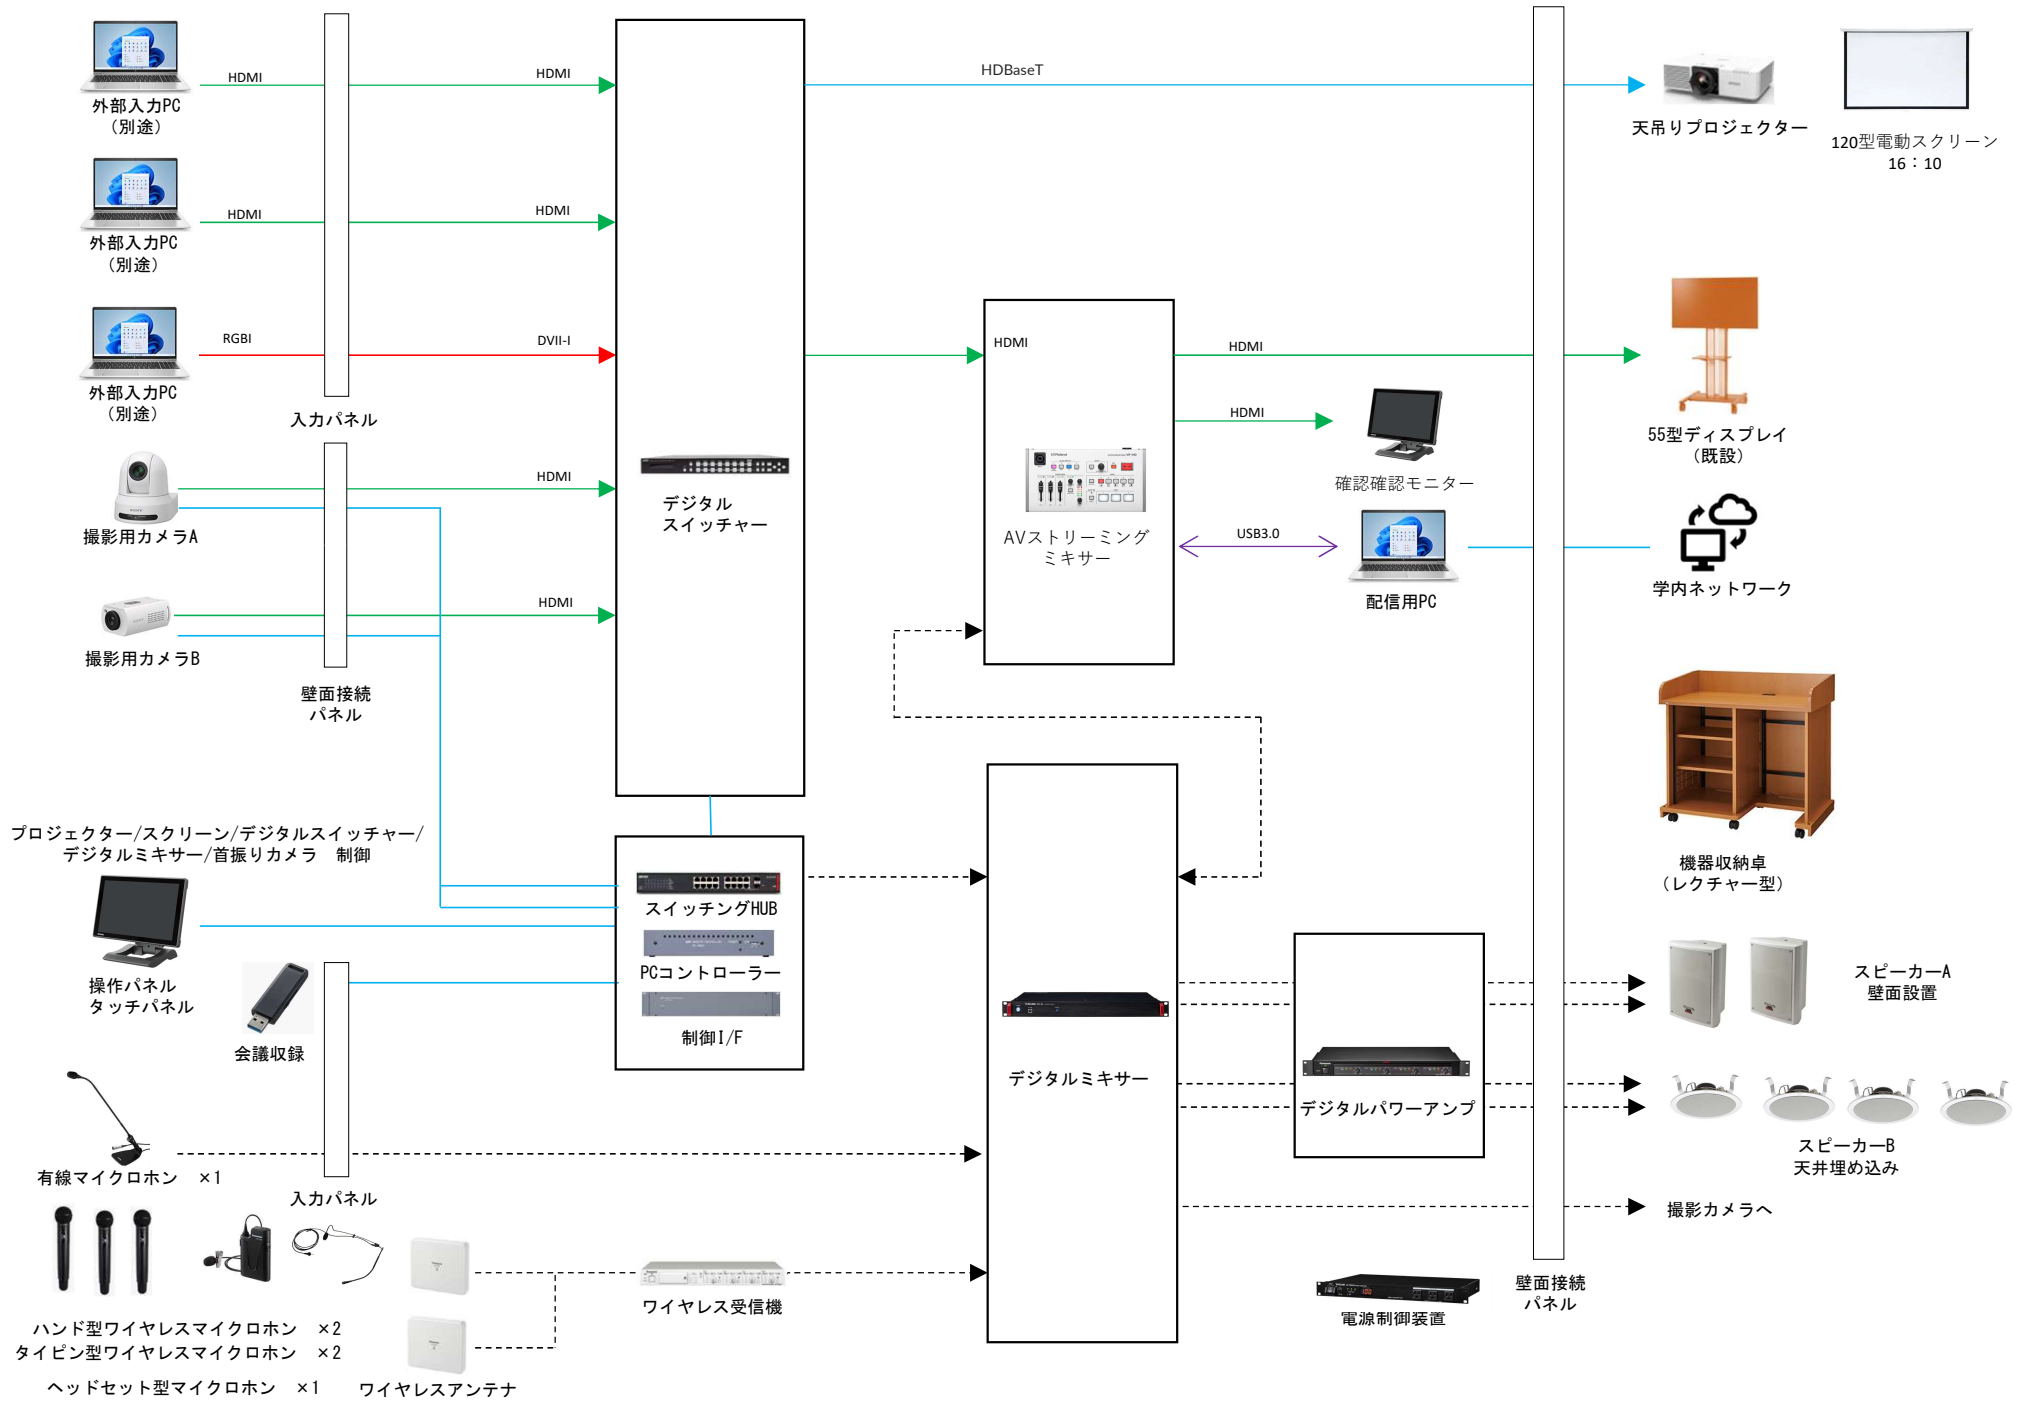 HDMI
HDMI
外部入力PC
（別途）
HDMI
HDMI
外部入力PC
（別途）
RGBI
DVII-I
外部入力PC
（別途）
入力パネル
HDMI
撮影用カメラA
HDMI
撮影用カメラB
壁面接続
パネル
デジタル
スイッチャー
HDBaseT
天吊りプロジェクター
120型電動スクリーン
16：10
HDMI
HDMI
HDMI
55型ディスプレイ
（既設）
確認確認モニター
AVストリーミング
ミキサー
USB3.0
配信用PC
学内ネットワーク
機器収納卓
（レクチャー型）
プロジェクター/スクリーン/デジタルスイッチャー/
デジタルミキサー/首振りカメラ　制御
スイッチングHUB
PCコントローラー
制御I/F
操作パネル
タッチパネル
会議収録
有線マイクロホン　×1
入力パネル
デジタルミキサー
デジタルパワーアンプ
スピーカーA
壁面設置
スピーカーB
天井埋め込み
撮影カメラへ
壁面接続
パネル
電源制御装置
ワイヤレス受信機
ハンド型ワイヤレスマイクロホン　×2
タイピン型ワイヤレスマイクロホン　×2
ヘッドセット型マイクロホン　×1
ワイヤレスアンテナ